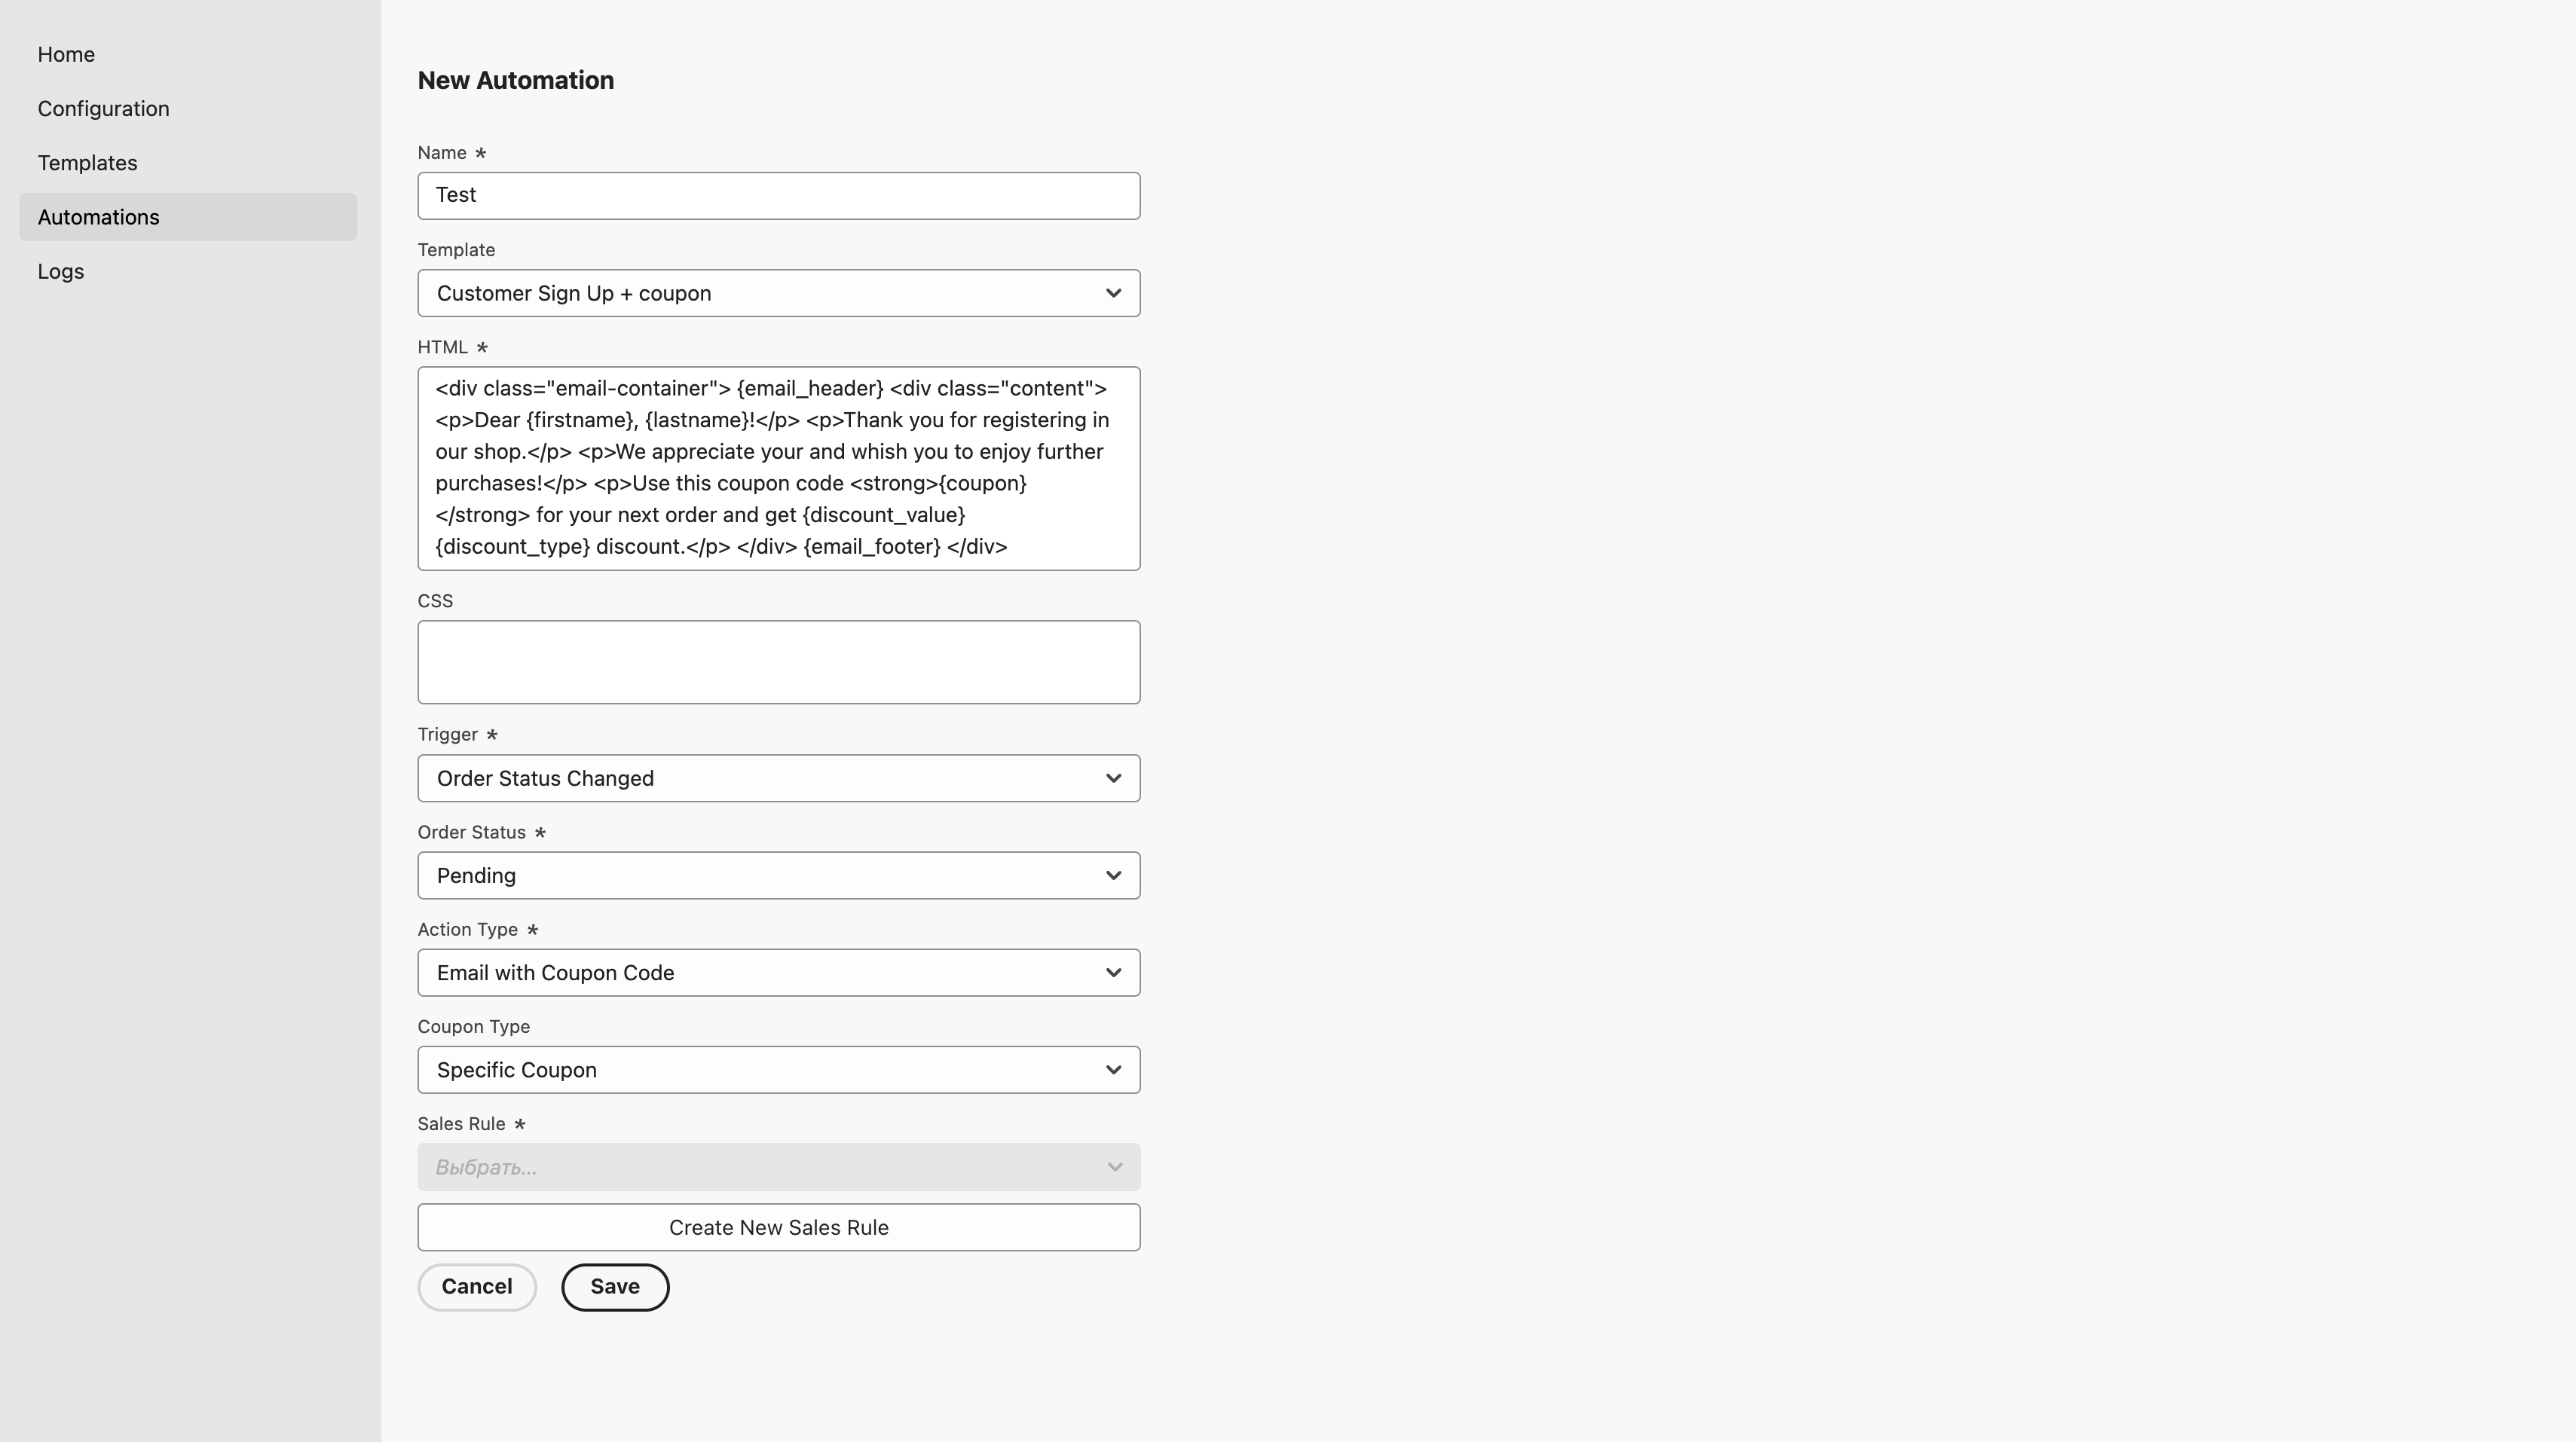 Home
Configuration
Templates
Automations
Logs
New Automation
Name *
Test
Template
Customer Sign Up + coupon
HTML *
<div class="email-container"> {email_header} <div class="content">
<p>Dear {firstname}, {lastname}!</p> <p>Thank you for registering in
our shop.</p> <p>We appreciate your and whish you to enjoy further
purchases!</p> <p>Use this coupon code <strong>{coupon}
</strong> for your next order and get {discount_value}
{discount_type} discount.</p> </div> {email_footer} </div>
CSS
Trigger *
Order Status Changed
Order Status *
Pending
Action Type *
Email with Coupon Code
Coupon Type
Specific Coupon
Sales Rule *
Выбрать...
Create New Sales Rule
Cancel
Save